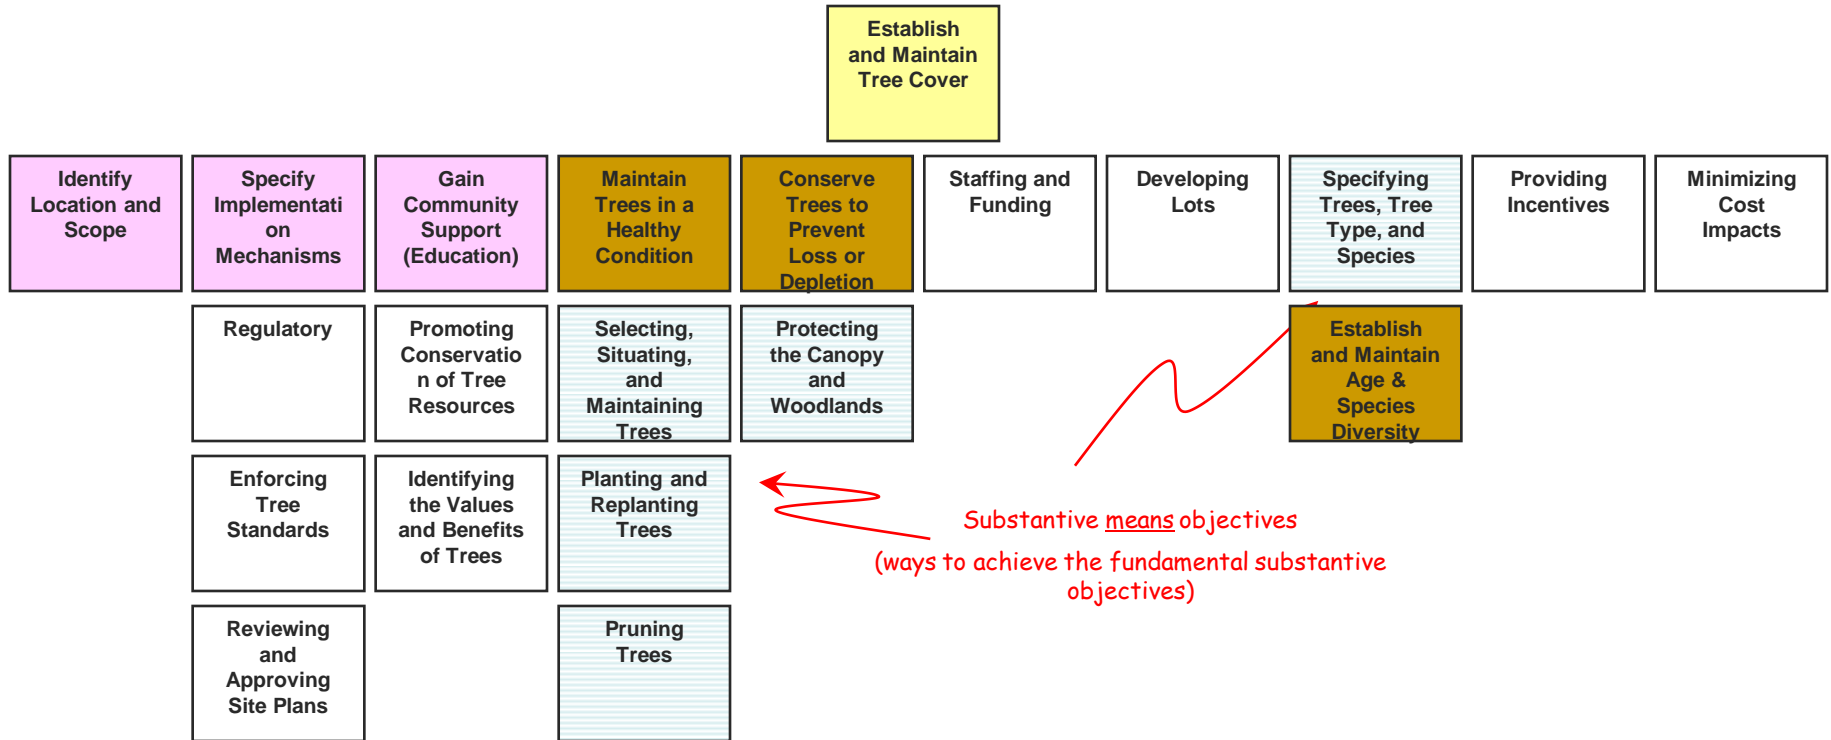 Establish
and Maintain
Tree Cover
Identify
Location and
Scope
Specify
Implementati
on
Mechanisms
Gain
Community
Support
(Education)
Maintain
Trees in a
Healthy
Condition
Conserve
Trees to
Prevent
Loss or
Depletion
Staffing and
Funding
Developing
Lots
Specifying
Trees, Tree
Type, and
Species
Providing
Incentives
Minimizing
Cost
Impacts
Regulatory
Promoting
Conservatio
n of Tree
Resources
Selecting,
Situating,
and
Maintaining
Trees
Protecting
the Canopy
and
Woodlands
Establish
and Maintain
Age &
Species
Diversity
Enforcing
Tree
Standards
Identifying
the Values
and Benefits
of Trees
Planting and
Replanting
Trees
Substantive means objectives
(ways to achieve the fundamental substantive
objectives)
Reviewing
and
Approving
Site Plans
Pruning
Trees